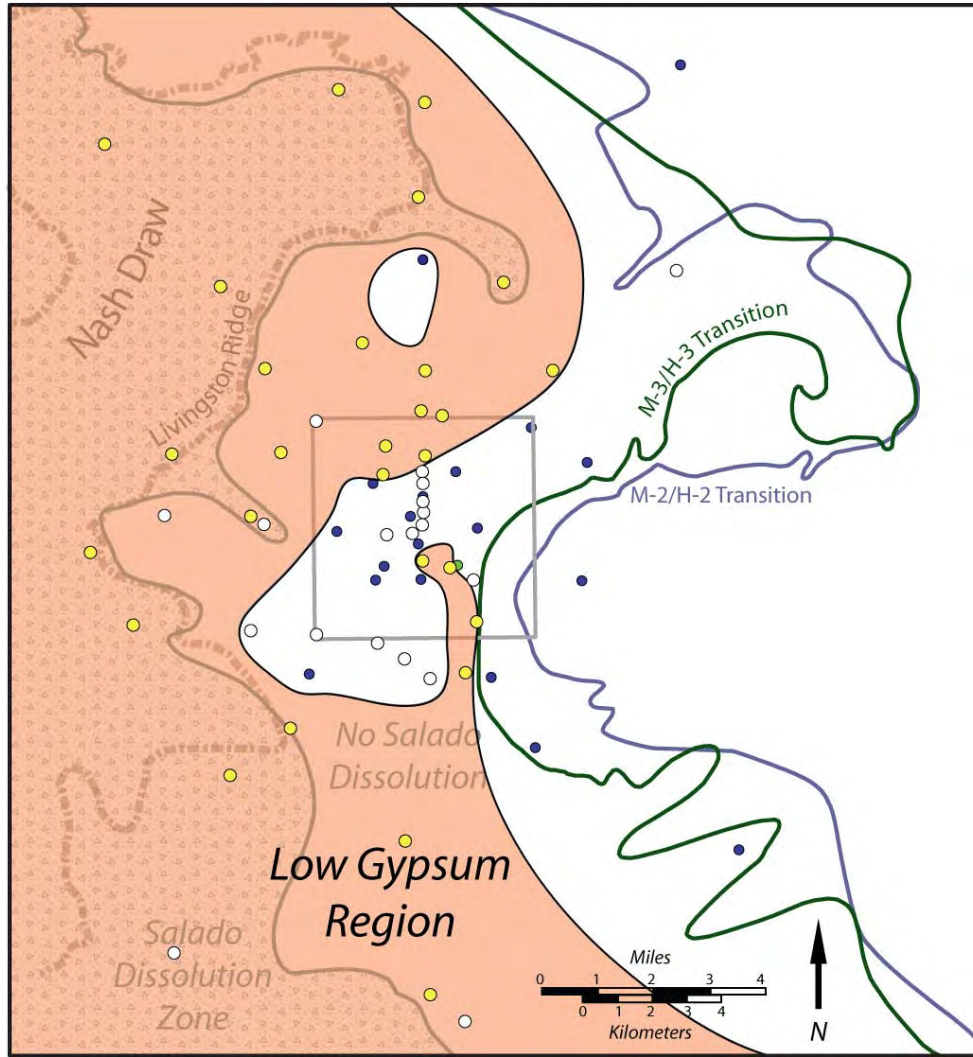 Nash Draw
Livingston Ridge
M-3/H-3 Transition
M-2/H-2 Transition
No Salado
Dissolution
Low Gypsum
Region
Salado
Dissolution
Zone
Miles
0 1 2 3 4
0 1 2 3 4
Kilometers
N